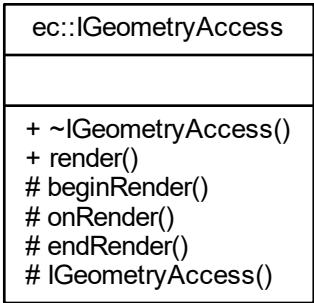 ec::IGeometryAccess
+ ~IGeometryAccess()
+ render()
# beginRender()
# onRender()
# endRender()
# IGeometryAccess()